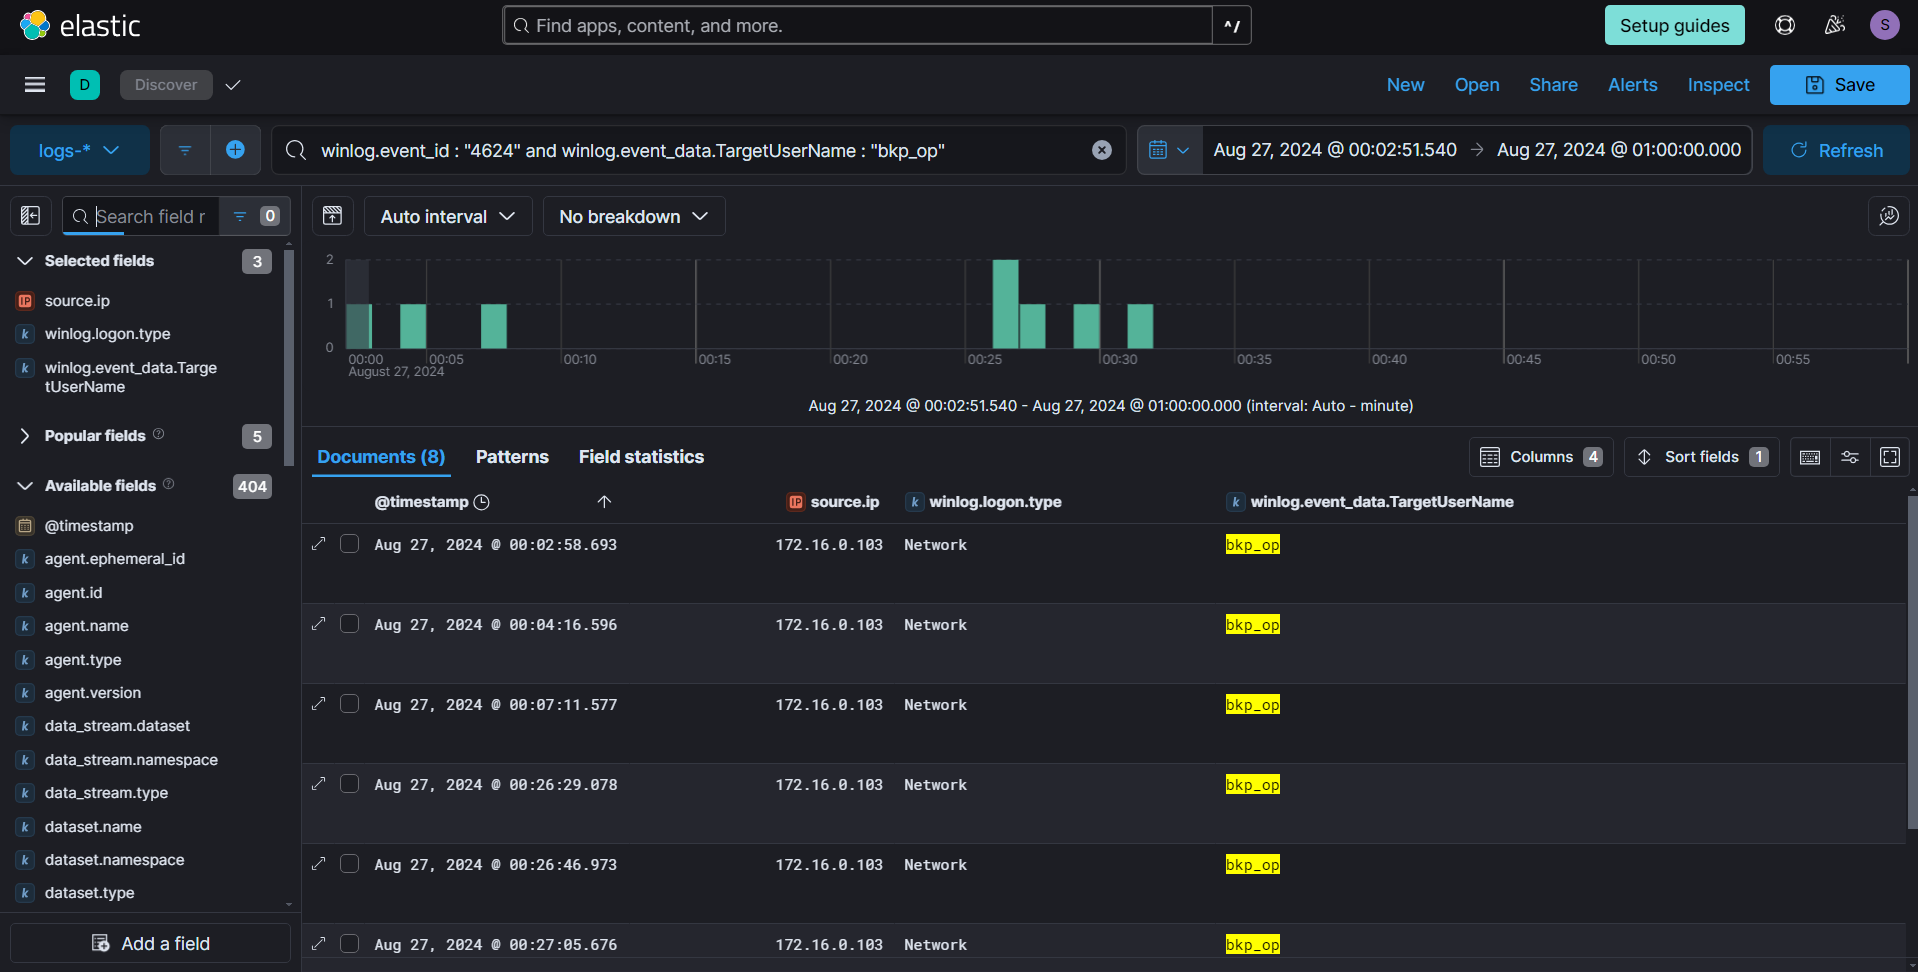 elastic
Find apps, content, and more.
^/
Setup guides
S
D
Discover
New
Open
Share
Alerts
Inspect
Save
logs-*
winlog.event_id : "4624" and winlog.event_data.TargetUserName : "bkp_op"
Aug 27, 2024 @ 00:02:51.540 → Aug 27, 2024 @ 01:00:00.000
Refresh
Search field r
0
Auto interval
No breakdown
Selected fields
3
IP source.ip
k winlog.logon.type
k winlog.event_data.Targe
tUserName
Popular fields
5
Available fields
404
@timestamp
k agent.ephemeral_id
k agent.id
k agent.name
k agent.type
k agent.version
k data_stream.dataset
k data_stream.namespace
k data_stream.type
k dataset.name
k dataset.namespace
k dataset.type
Add a field
2
1
0
00:00 00:05 00:10 00:15 00:20 00:25 00:30 00:35 00:40 00:45 00:50 00:55
August 27, 2024
Aug 27, 2024 @ 00:02:51.540 - Aug 27, 2024 @ 01:00:00.000 (interval: Auto - minute)
Documents (8)
Patterns
Field statistics
Columns 4
Sort fields 1
@timestamp ↑ IP source.ip k winlog.logon.type k winlog.event_data.TargetUserName
Aug 27, 2024 @ 00:02:58.693 172.16.0.103 Network bkp_op
Aug 27, 2024 @ 00:04:16.596 172.16.0.103 Network bkp_op
Aug 27, 2024 @ 00:07:11.577 172.16.0.103 Network bkp_op
Aug 27, 2024 @ 00:26:29.078 172.16.0.103 Network bkp_op
Aug 27, 2024 @ 00:26:46.973 172.16.0.103 Network bkp_op
Aug 27, 2024 @ 00:27:05.676 172.16.0.103 Network bkp_op